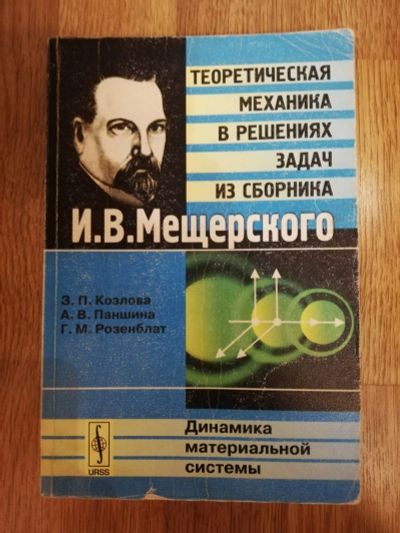 ТЕОРЕТИЧЕСКАЯ
МЕХАНИКА
В РЕШЕНИЯХ
ЗАДАЧ
ИЗ СБОРНИКА
И.В.Мещерского
З. П. Козлова
А. В. Паншина
Г. М. Розенблат
Динамика
материальной
системы
URSS